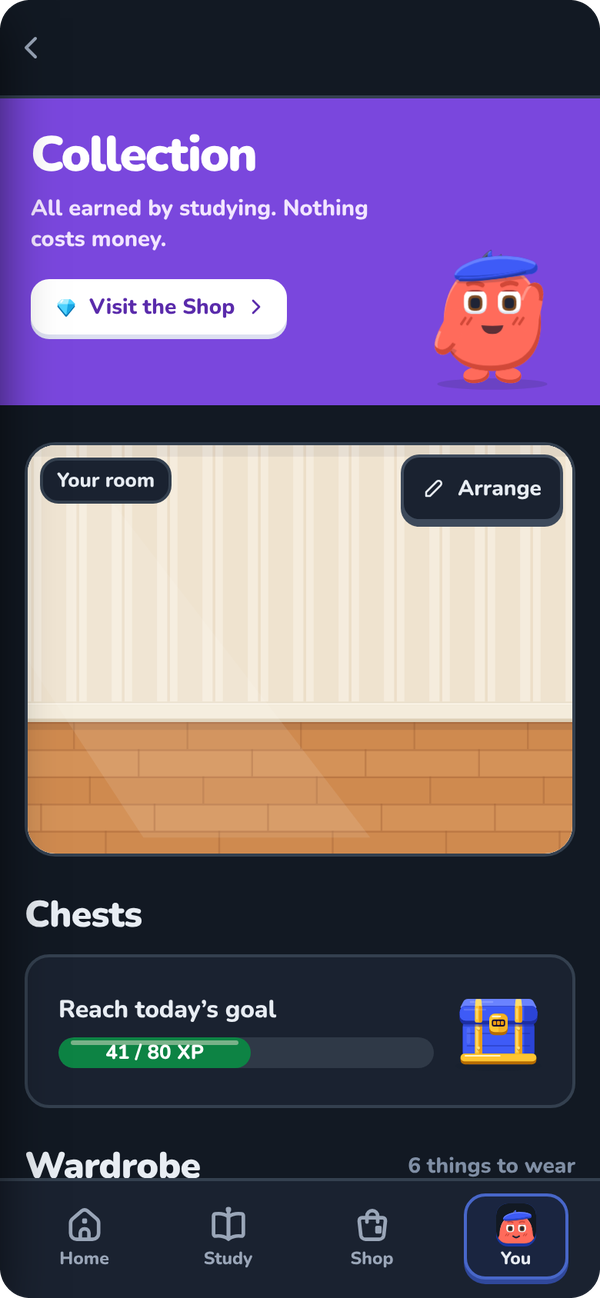 Collection
All earned by studying. Nothing
costs money.
Visit the Shop
Your room
Arrange
Chests
Reach today’s goal
41 / 80 XP
Wardrobe
6 things to wear
Home
Study
Shop
You